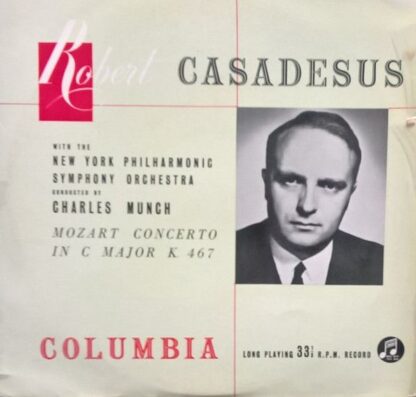 Robert CASADESUS
WITH THE
NEW YORK PHILHARMONIC
SYMPHONY ORCHESTRA
CONDUCTED BY
CHARLES MUNCH
MOZART CONCERTO
IN C MAJOR K. 467
COLUMBIA
LONG PLAYING 33⅓ R.P.M. RECORD